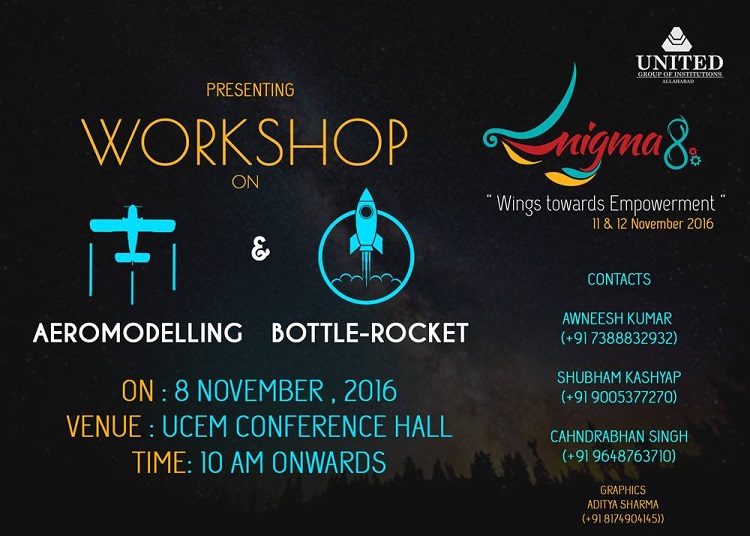 PRESENTING
WORKSHOP
ON
&
AEROMODELLING BOTTLE-ROCKET
ON : 8 NOVEMBER , 2016
VENUE : UCEM CONFERENCE HALL
TIME: 10 AM ONWARDS
UNITED
GROUP OF INSTITUTIONS
ALLAHABAD
Enigma 8
" Wings towards Empowerment "
11 & 12 November 2016
CONTACTS
AWNEESH KUMAR
(+91 7388832932)
SHUBHAM KASHYAP
(+91 9005377270)
CAHNDRABHAN SINGH
(+91 9648763710)
GRAPHICS
ADITYA SHARMA
(+91 8174904145))